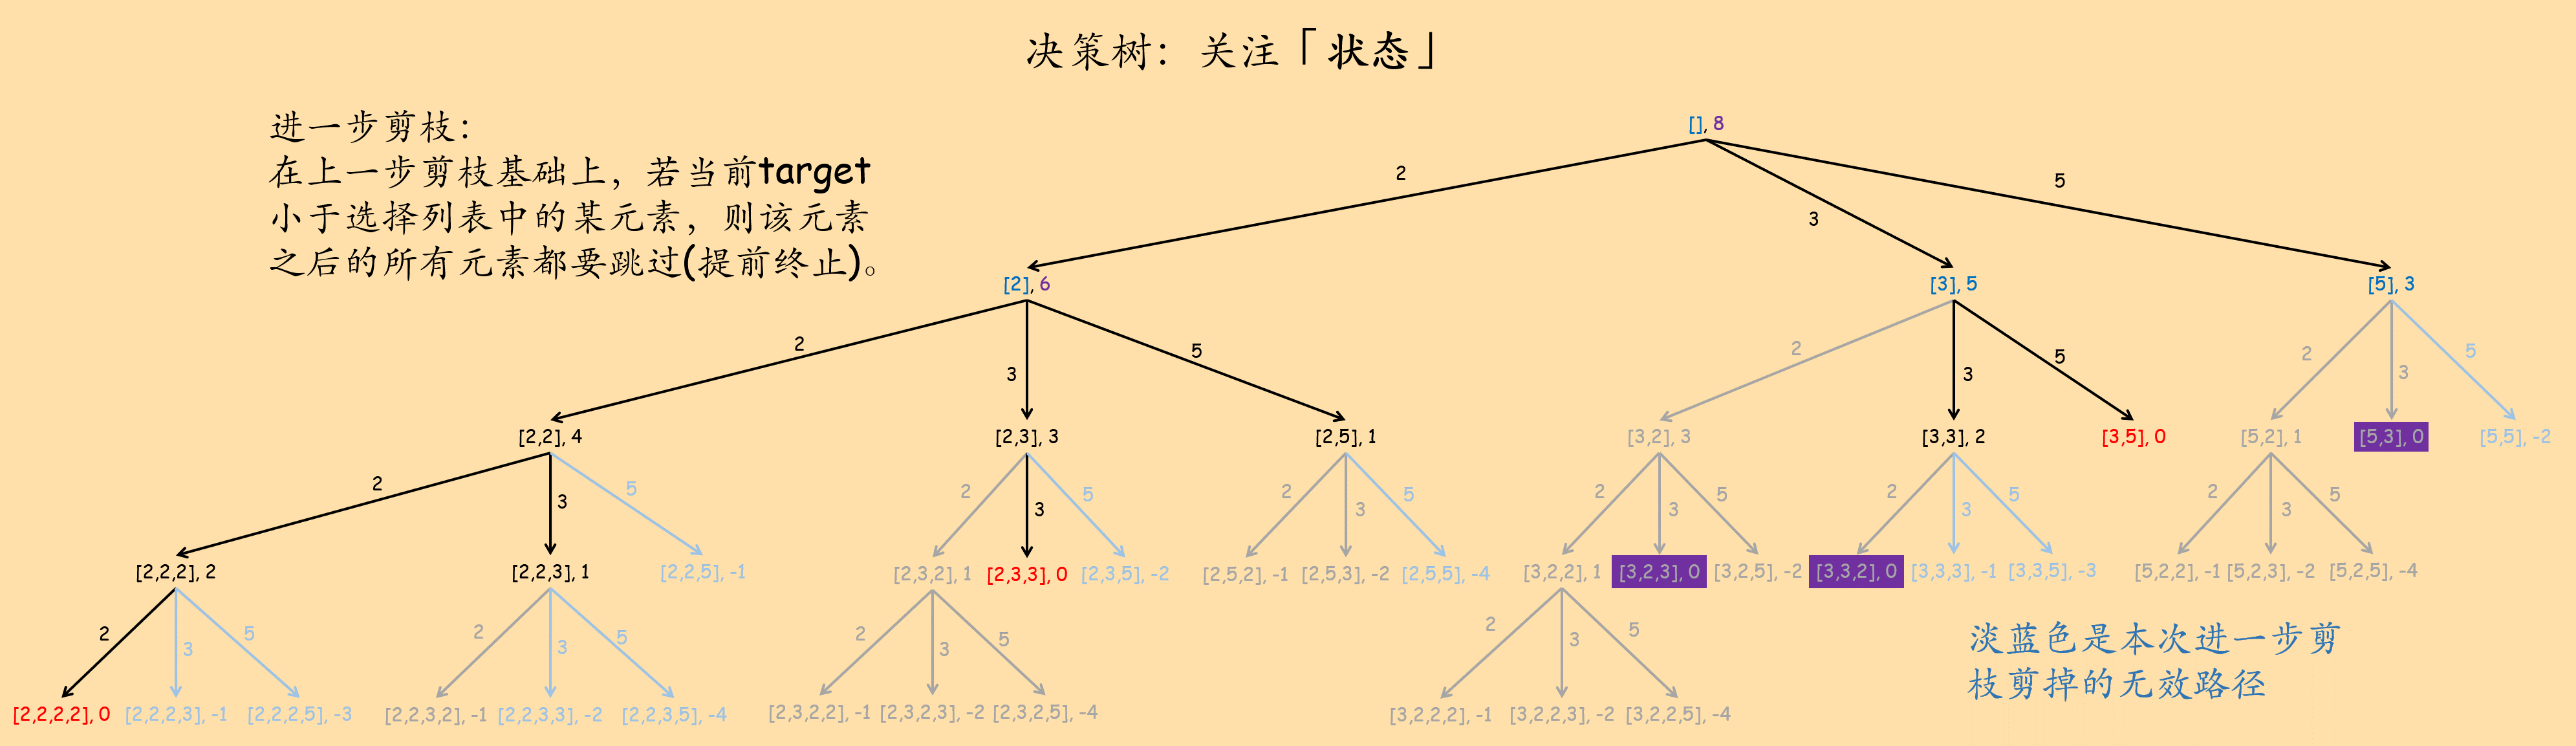 决策树：关注「状态」
进一步剪枝：
在上一步剪枝基础上，若当前target
小于选择列表中的某元素，则该元素
之后的所有元素都要跳过(提前终止)。
[], 8
2 3 5
[2], 6 [3], 5 [5], 3
2 3 5 2 3 5 2 3 5
[2,2], 4 [2,3], 3 [2,5], 1 [3,2], 3 [3,3], 2 [3,5], 0 [5,2], 1 [5,3], 0 [5,5], -2
2 3 5 2 3 5 2 3 5 2 3 5 2 3 5 2 3 5
[2,2,2], 2 [2,2,3], 1 [2,2,5], -1 [2,3,2], 1 [2,3,3], 0 [2,3,5], -2 [2,5,2], -1 [2,5,3], -2 [2,5,5], -4 [3,2,2], 1 [3,2,3], 0 [3,2,5], -2 [3,3,2], 0 [3,3,3], -1 [3,3,5], -3 [5,2,2], -1 [5,2,3], -2 [5,2,5], -4
2 3 5 2 3 5 2 3 5 2 3 5
[2,2,2,2], 0 [2,2,2,3], -1 [2,2,2,5], -3 [2,2,3,2], -1 [2,2,3,3], -2 [2,2,3,5], -4 [2,3,2,2], -1 [2,3,2,3], -2 [2,3,2,5], -4 [3,2,2,2], -1 [3,2,2,3], -2 [3,2,2,5], -4
淡蓝色是本次进一步剪
枝剪掉的无效路径